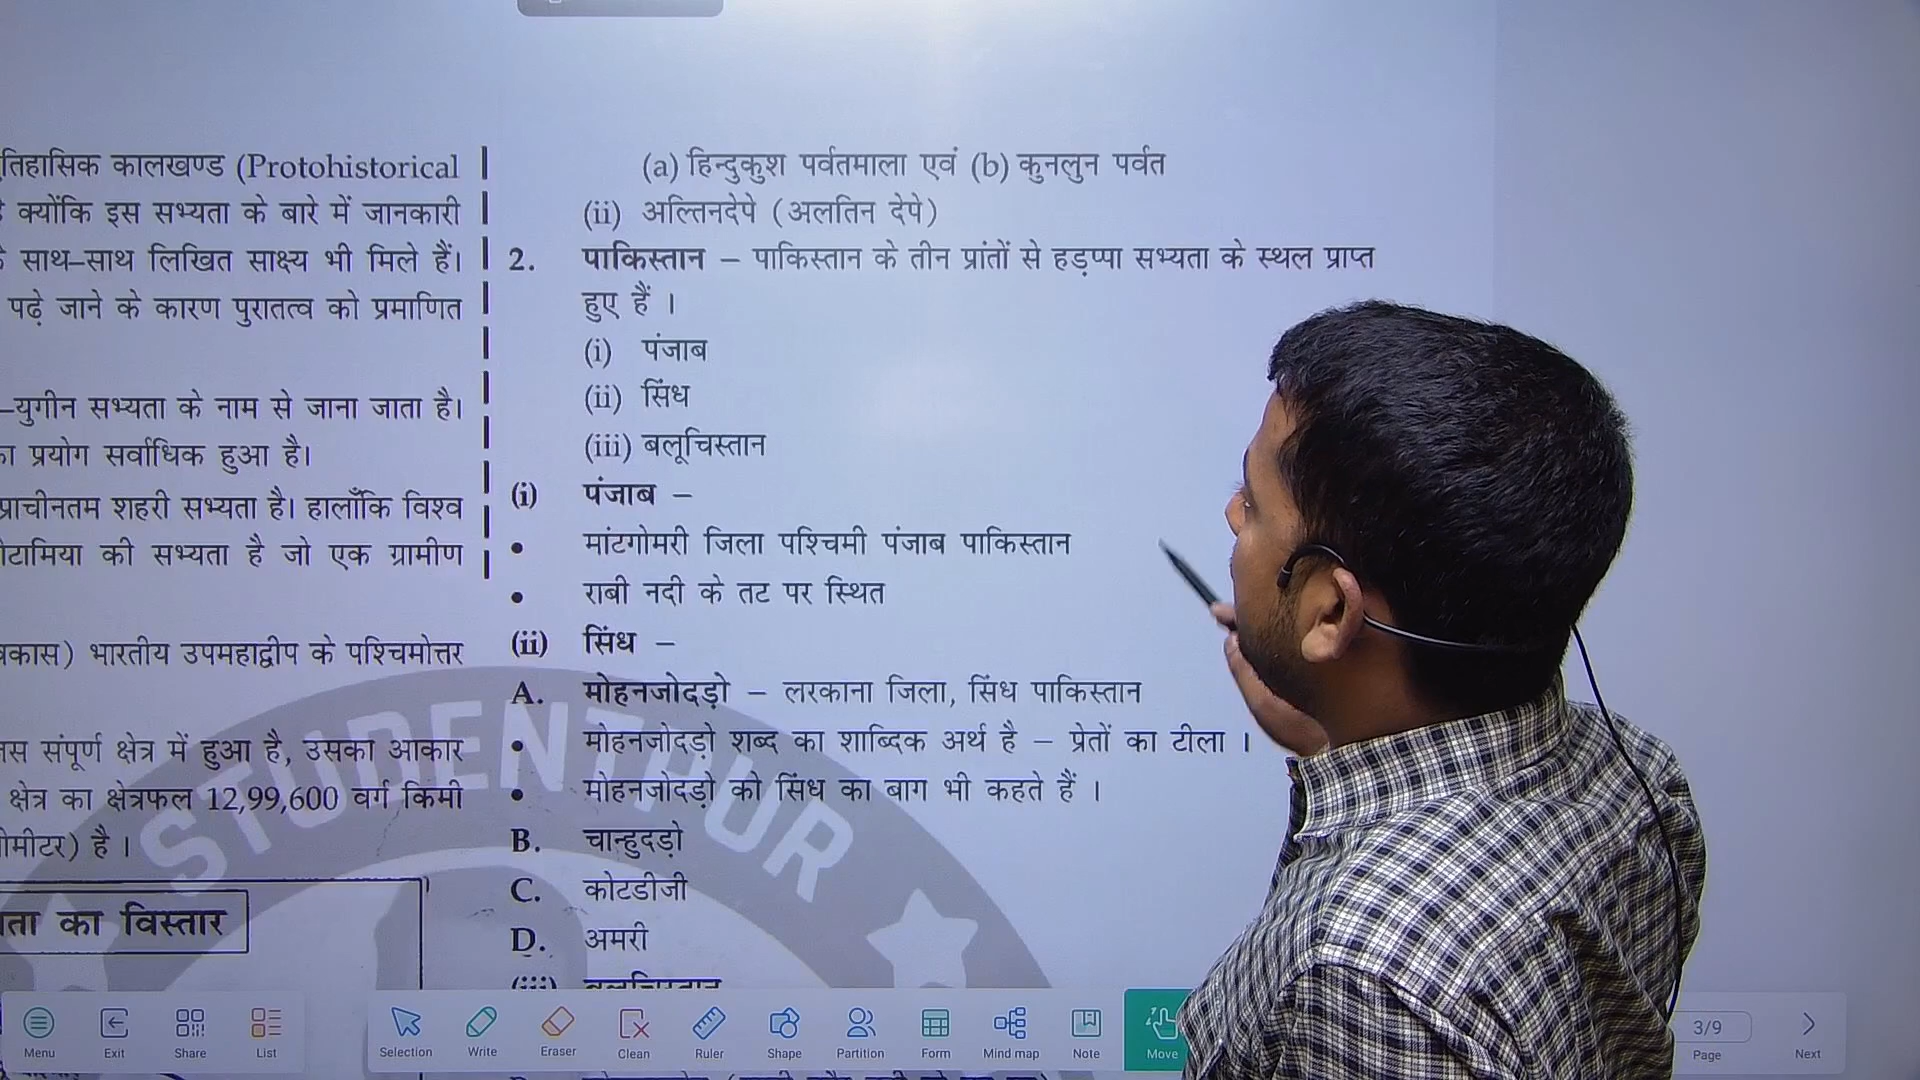 तिहासिक कालखण्ड (Protohistorical
क्योंकि इस सभ्यता के बारे में जानकारी
साथ–साथ लिखित साक्ष्य भी मिले हैं।
पढ़े जाने के कारण पुरातत्व को प्रमाणित
–युगीन सभ्यता के नाम से जाना जाता है।
प्रयोग सर्वाधिक हुआ है।
प्राचीनतम शहरी सभ्यता है। हालाँकि विश्व
टामिया की सभ्यता है जो एक ग्रामीण
कास) भारतीय उपमहाद्वीप के पश्चिमोत्तर
संपूर्ण क्षेत्र में हुआ है, उसका आकार
क्षेत्र का क्षेत्रफल 12,99,600 वर्ग किमी
मीटर) है।
ता का विस्तार
(a) हिन्दुकुश पर्वतमाला एवं (b) कुनलुन पर्वत
(ii) अल्तिनदेपे (अलतिन देपे)
2. पाकिस्तान – पाकिस्तान के तीन प्रांतों से हड़प्पा सभ्यता के स्थल प्राप्त
हुए हैं ।
(i) पंजाब
(ii) सिंध
(iii) बलूचिस्तान
(i) पंजाब –
• मांटगोमरी जिला पश्चिमी पंजाब पाकिस्तान
• राबी नदी के तट पर स्थित
(ii) सिंध –
A. मोहनजोदड़ो – लरकाना जिला, सिंध पाकिस्तान
• मोहनजोदड़ो शब्द का शाब्दिक अर्थ है – प्रेतों का टीला ।
• मोहनजोदड़ो को सिंध का बाग भी कहते हैं ।
B. चान्हुदड़ो
C. कोटडीजी
D. अमरी
(iii) बलूचिस्तान
STUDENTPUR
Menu Exit Share List Selection Write Eraser Clean Ruler Shape Partition Form Mind map Note Move 3/9 Page Next